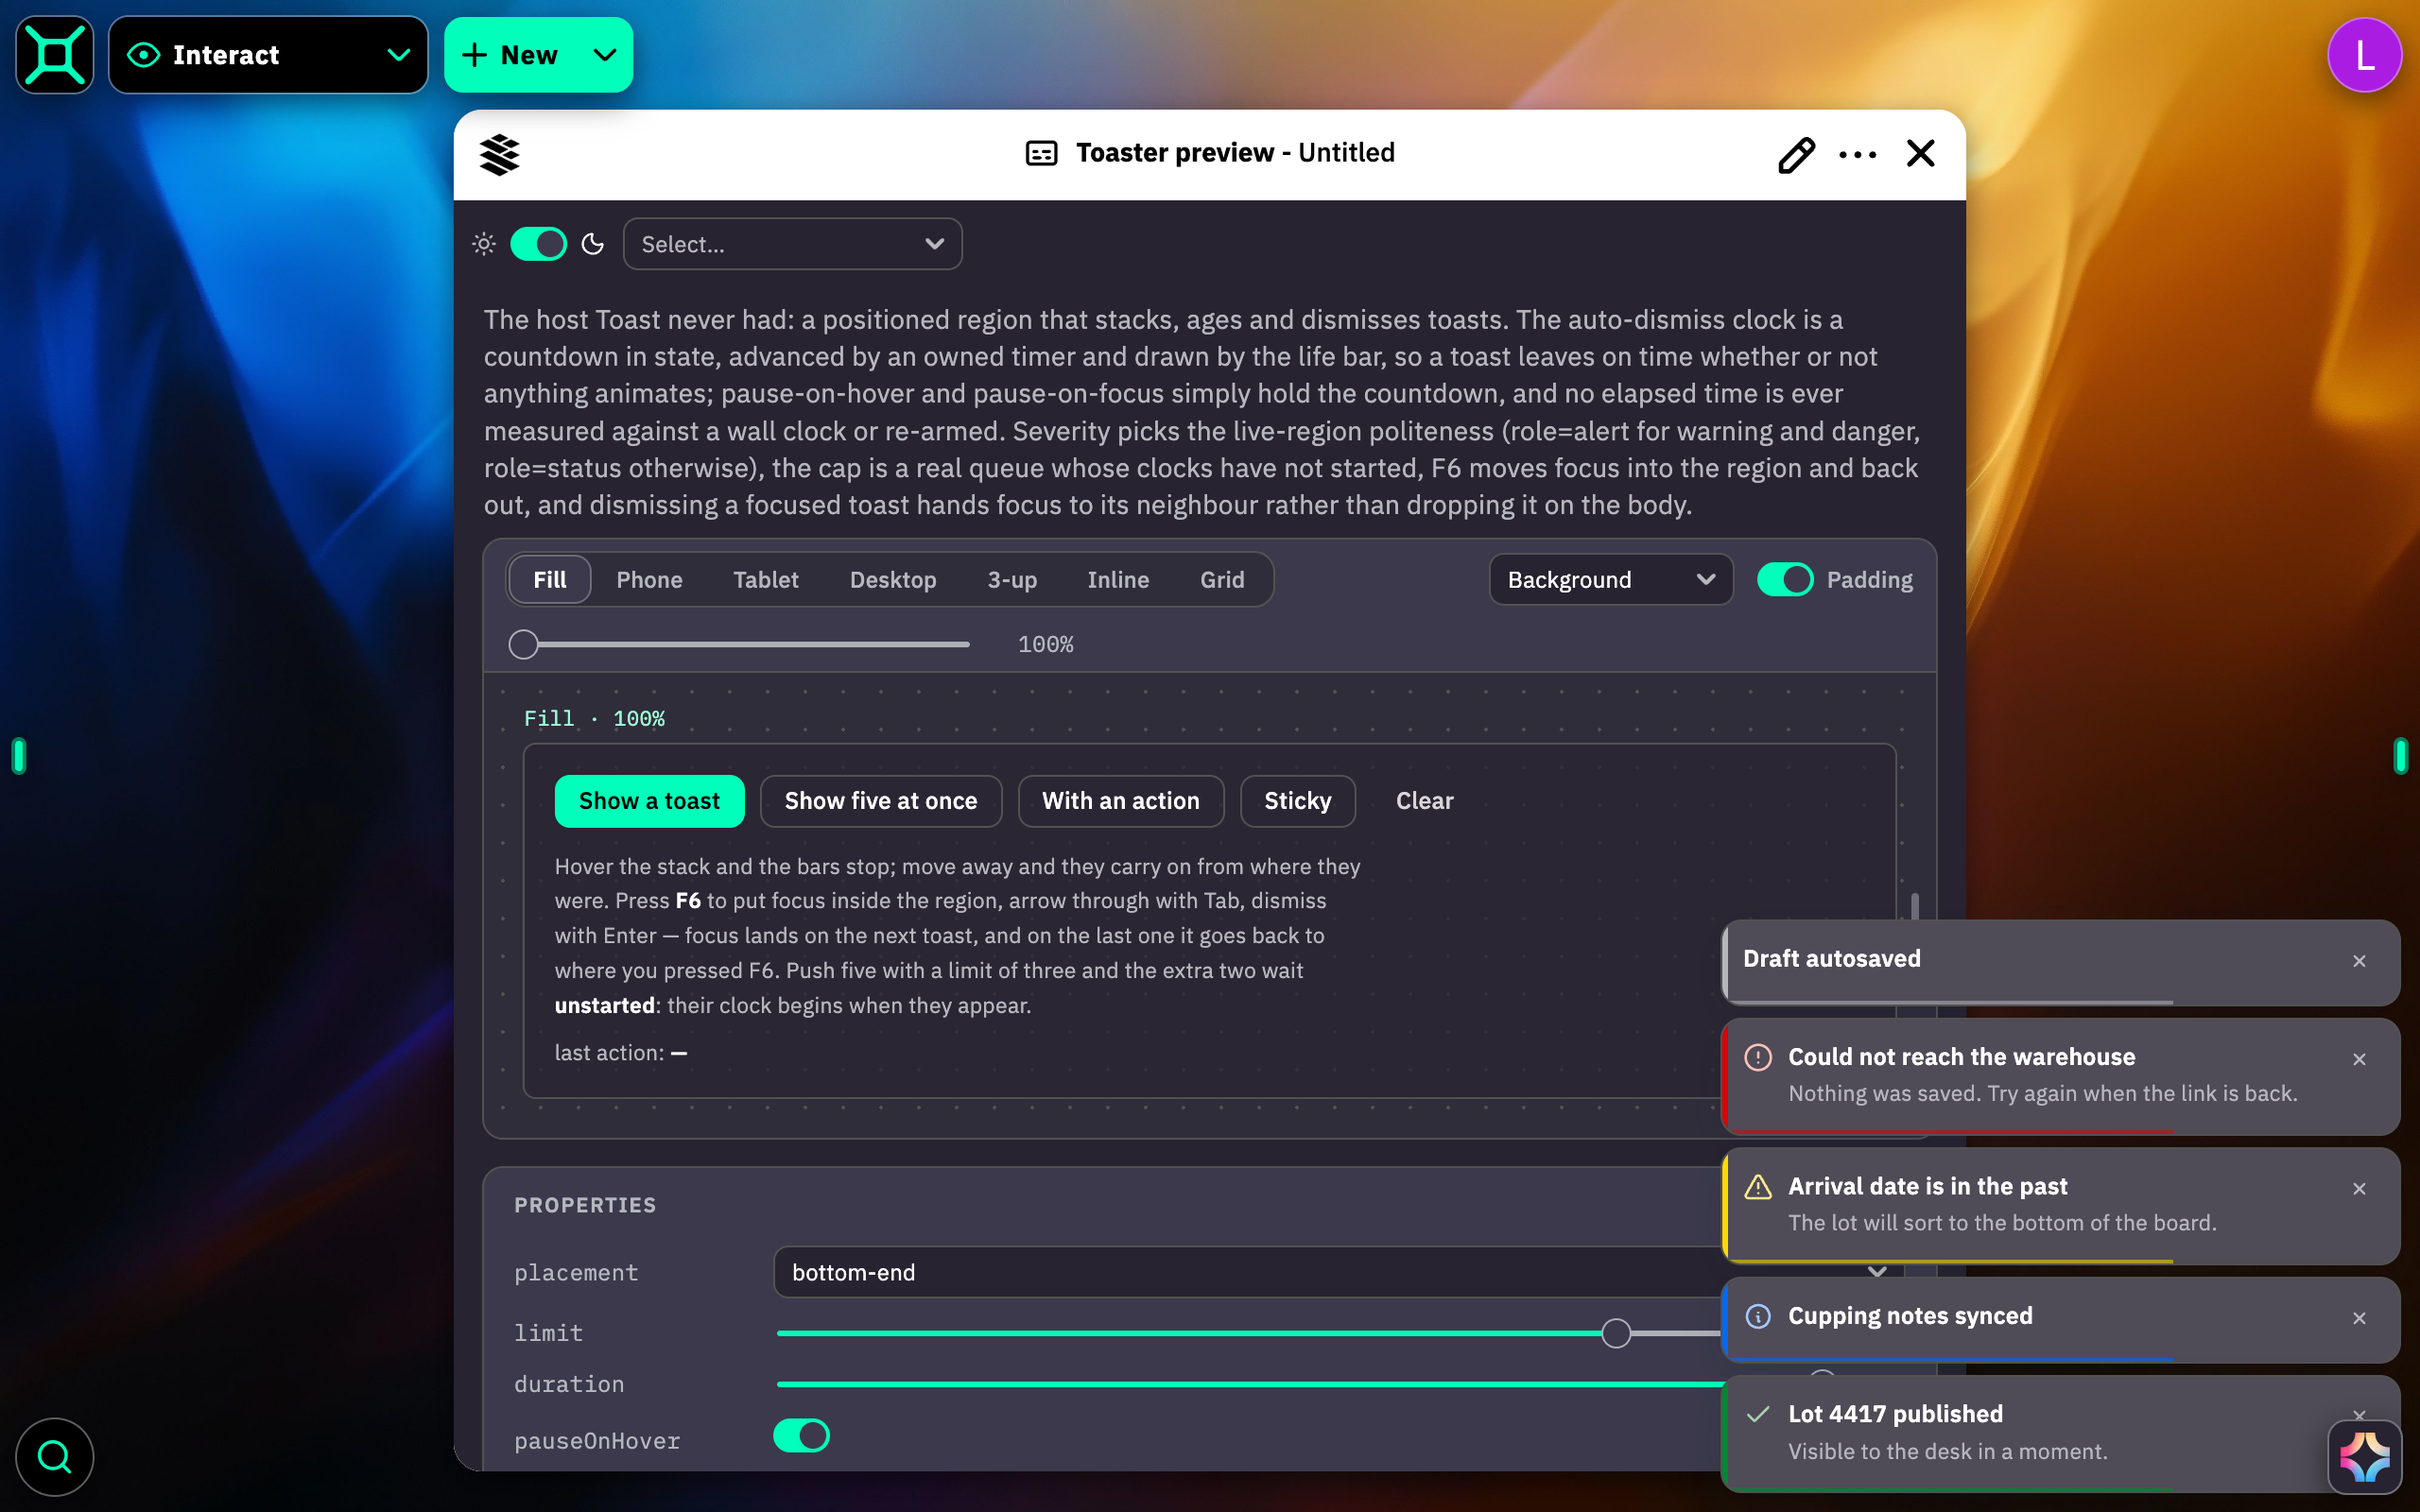 Interact
New
L
Toaster preview - Untitled
Select...
The host Toast never had: a positioned region that stacks, ages and dismisses toasts. The auto-dismiss clock is a
countdown in state, advanced by an owned timer and drawn by the life bar, so a toast leaves on time whether or not
anything animates; pause-on-hover and pause-on-focus simply hold the countdown, and no elapsed time is ever
measured against a wall clock or re-armed. Severity picks the live-region politeness (role=alert for warning and danger,
role=status otherwise), the cap is a real queue whose clocks have not started, F6 moves focus into the region and back
out, and dismissing a focused toast hands focus to its neighbour rather than dropping it on the body.
Fill Phone Tablet Desktop 3-up Inline Grid Background Padding
100%
Fill · 100%
Show a toast Show five at once With an action Sticky Clear
Hover the stack and the bars stop; move away and they carry on from where they
were. Press F6 to put focus inside the region, arrow through with Tab, dismiss
with Enter — focus lands on the next toast, and on the last one it goes back to
where you pressed F6. Push five with a limit of three and the extra two wait
unstarted: their clock begins when they appear.
last action: —
PROPERTIES
placement bottom-end
limit
duration
pauseOnHover
Draft autosaved
Could not reach the warehouse
Nothing was saved. Try again when the link is back.
Arrival date is in the past
The lot will sort to the bottom of the board.
Cupping notes synced
Lot 4417 published
Visible to the desk in a moment.